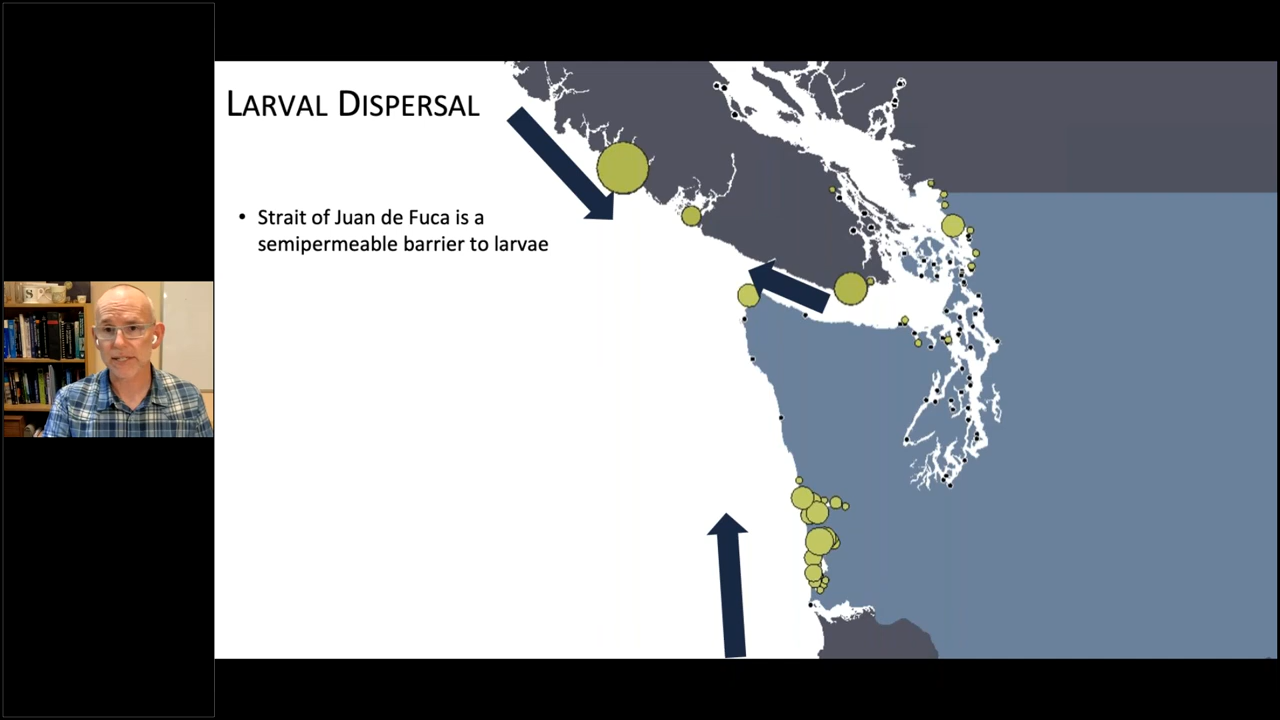 LARVAL DISPERSAL
• Strait of Juan de Fuca is a
semipermeable barrier to larvae